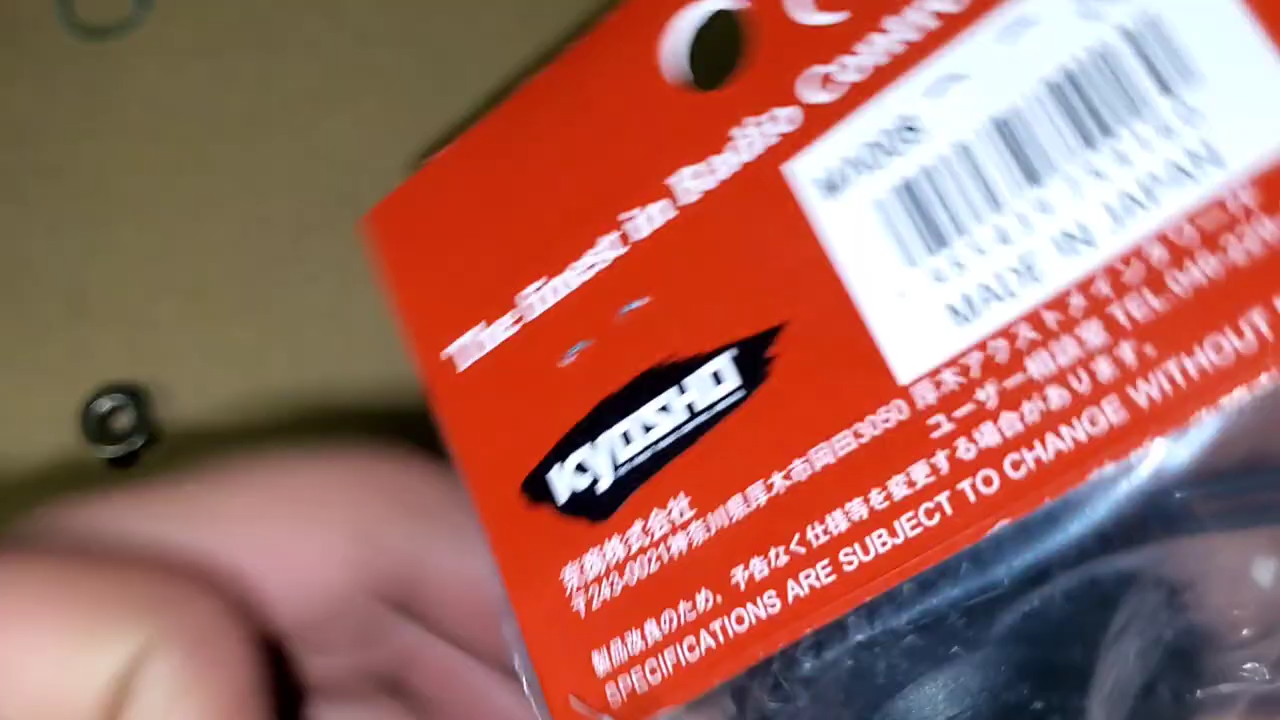 The finest in Radio Control
MADE IN JAPAN
KYOSHO
株式会社
〒243-0021神奈川県厚木市岡田3050 厚木アクストメインタワー
ユーザー相談室 TEL.
製品改良のため、予告なく仕様等を変更する場合があります。
SPECIFICATIONS ARE SUBJECT TO CHANGE WITHOUT